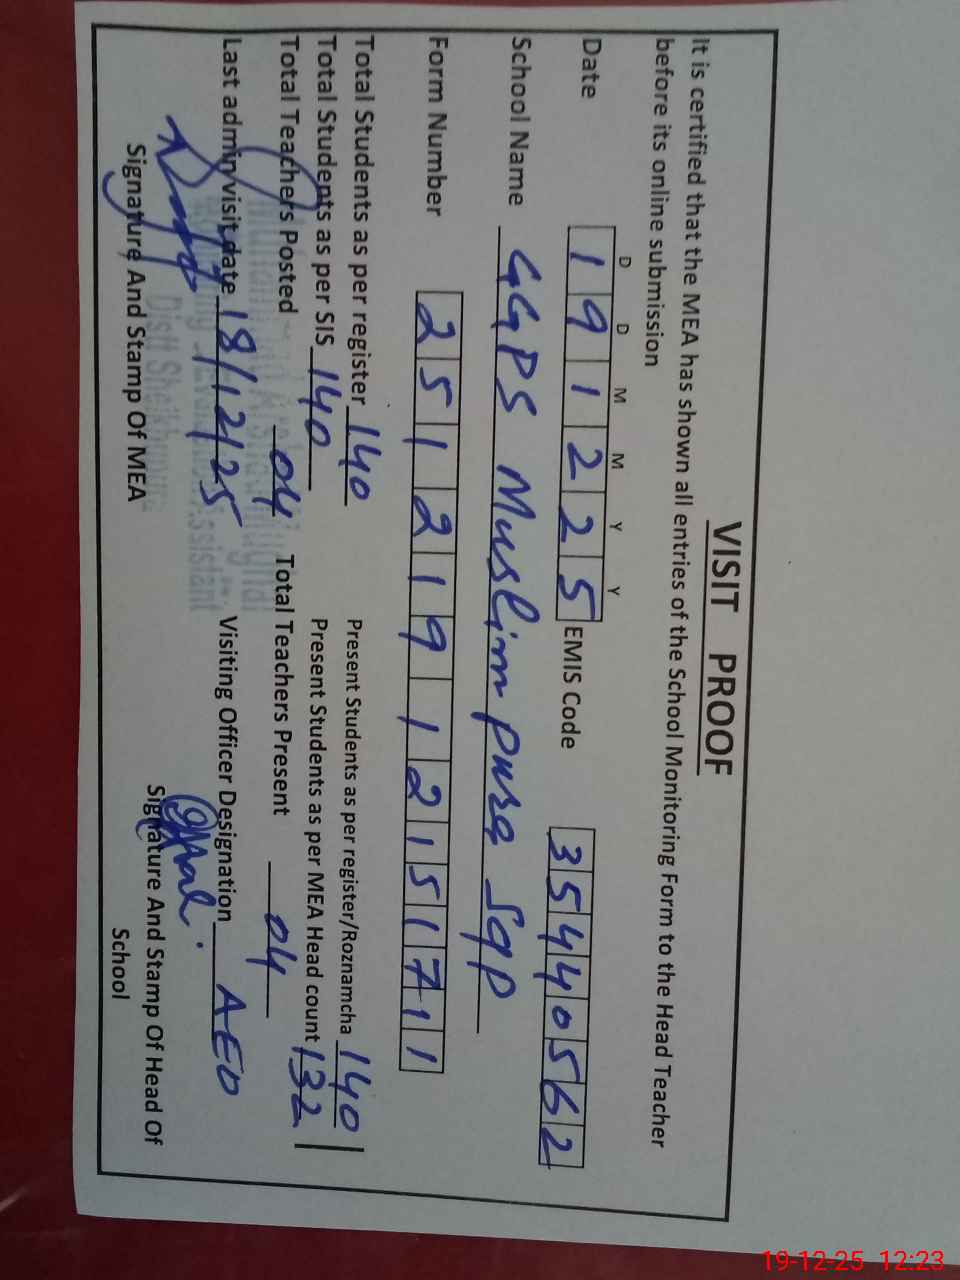 VISIT PROOF
It is certified that the MEA has shown all entries of the School Monitoring Form to the Head Teacher
before its online submission
D D M M Y Y
Date 1 9 1 2 2 5 EMIS Code 3 5 4 4 0 5 6 2
School Name GGPS Muslim pura SqP
Form Number 2 5 1 2 1 9 1 2 1 5 1 7 1 1
Total Students as per register 140 Present Students as per register/Roznamcha 140
Total Students as per SIS 140 Present Students as per MEA Head count 132
Total Teachers Posted 04 Total Teachers Present 04
Last admin visit date 18/12/25 Visiting Officer Designation AEO
Signature And Stamp Of MEA Signature And Stamp Of Head Of
School
19-12-25 12:23